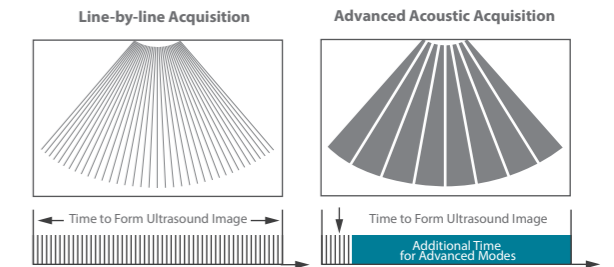 Line-by-line Acquisition
Advanced Acoustic Acquisition
Time to Form Ultrasound Image
Time to Form Ultrasound Image
Additional Time
for Advanced Modes